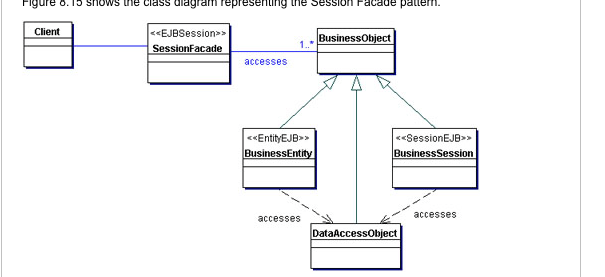 Figure 8.15 shows the class diagram representing the Session Facade pattern.
Client
<<EJBSession>>
SessionFacade
1..*
accesses
BusinessObject
<<EntityEJB>>
BusinessEntity
<<SessionEJB>>
BusinessSession
accesses
accesses
DataAccessObject